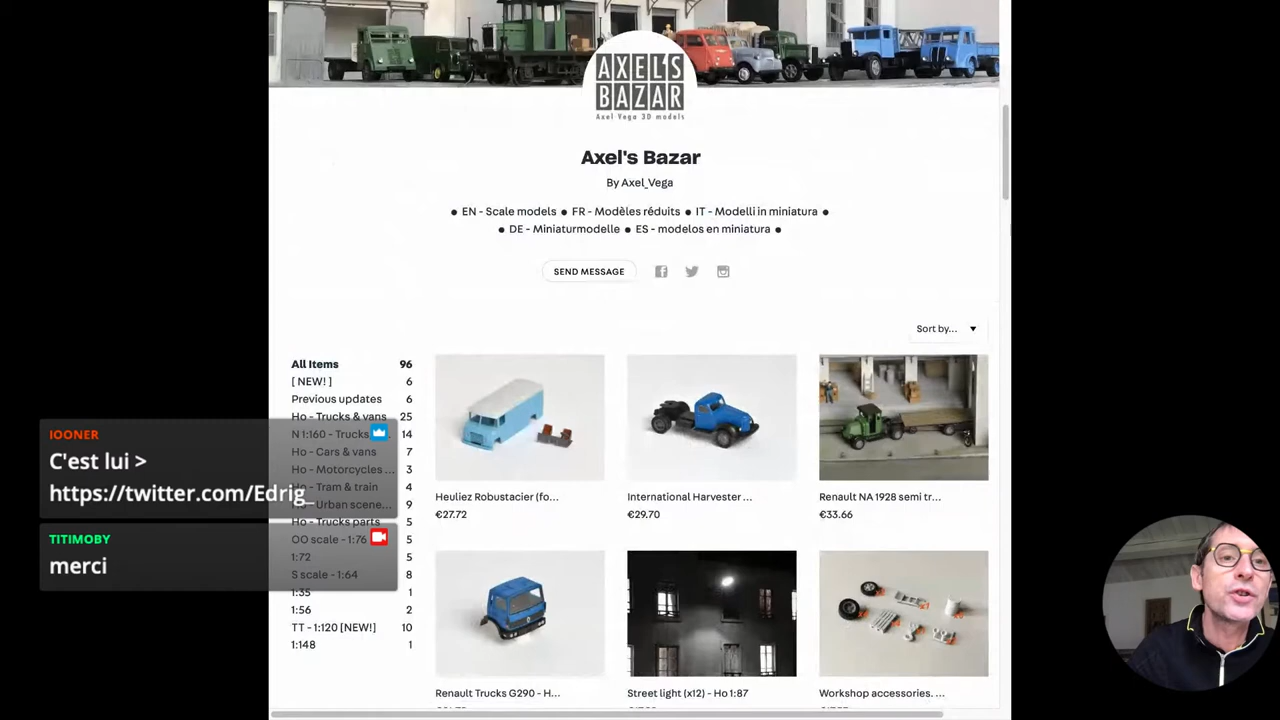 AXEL'S
BAZAR
Axel Vega 3D models
Axel's Bazar
By Axel_Vega
● EN - Scale models ● FR - Modèles réduits ● IT - Modelli in miniatura ●
● DE - Miniaturmodelle ● ES - modelos en miniatura ●
SEND MESSAGE
Sort by...
All Items 96
[ NEW! ] 6
Previous updates 6
Ho - Trucks & vans 25
N 1:160 - Trucks 14
Ho - Cars & vans 7
Ho - Motorcycles ... 3
Ho - Tram & train 4
Ho - Urban scene... 9
Ho - Trucks parts 5
OO scale - 1:76 5
1:72 5
S scale - 1:64 8
1:35 1
1:56 2
TT - 1:120 [NEW!] 10
1:148 1
IOONER
C'est lui >
https://twitter.com/Edrig_
TITIMOBY
merci
Heuliez Robustacier (fo...
€27.72
International Harvester ...
€29.70
Renault NA 1928 semi tr...
€33.66
Renault Trucks G290 - H...
Street light (x12) - Ho 1:87
Workshop accessories. ...